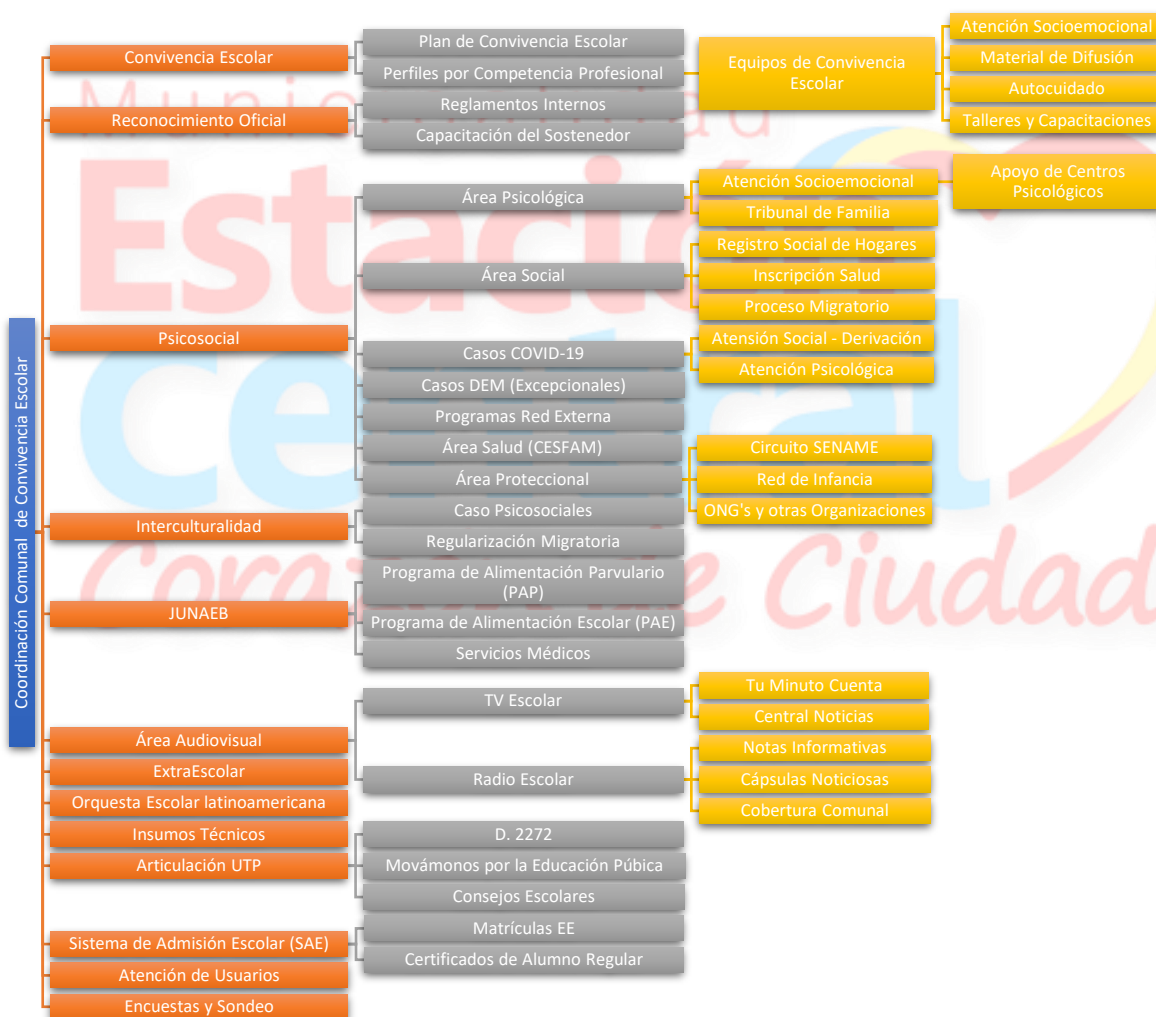 Coordinación Comunal  de Convivencia Escolar
Convivencia Escolar
Plan de Convivencia Escolar
Perfiles por Competencia Profesional
Equipos de Convivencia
Escolar
Atención Socioemocional
Material de Difusión
Autocuidado
Talleres y Capacitaciones
Reconocimiento Oficial
Reglamentos Internos
Capacitación del Sostenedor
Psicosocial
Área Psicológica
Atención Socioemocional
Apoyo de Centros
Psicológicos
Tribunal de Familia
Área Social
Registro Social de Hogares
Inscripción Salud
Proceso Migratorio
Casos COVID-19
Atensión Social - Derivación
Atención Psicológica
Casos DEM (Excepcionales)
Programas Red Externa
Área Salud (CESFAM)
Área Proteccional
Circuito SENAME
Red de Infancia
ONG's y otras Organizaciones
Interculturalidad
Caso Psicosociales
Regularización Migratoria
JUNAEB
Programa de Alimentación Parvulario
(PAP)
Programa de Alimentación Escolar (PAE)
Servicios Médicos
Área Audiovisual
TV Escolar
Tu Minuto Cuenta
Central Noticias
Radio Escolar
Notas Informativas
Cápsulas Noticiosas
Cobertura Comunal
ExtraEscolar
Orquesta Escolar latinoamericana
Insumos Técnicos
Articulación UTP
D. 2272
Movámonos por la Educación Púbica
Consejos Escolares
Sistema de Admisión Escolar (SAE)
Matrículas EE
Certificados de Alumno Regular
Atención de Usuarios
Encuestas y Sondeo
Estación
central
de Ciudad